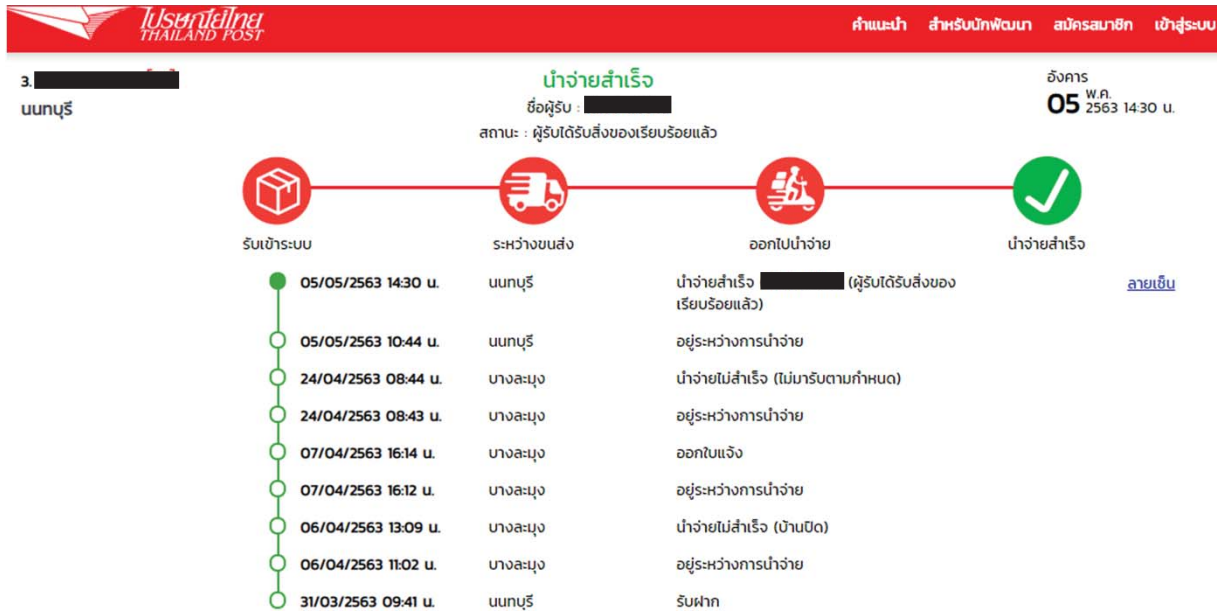 ไปรษณีย์ไทย
THAILAND POST
คำแนะนำ สำหรับนักพัฒนา สมัครสมาชิก เข้าสู่ระบบ
3.
นนทบุรี
นำจ่ายสำเร็จ
ชื่อผู้รับ :
สถานะ : ผู้รับได้รับสิ่งของเรียบร้อยแล้ว
อังคาร
05 พ.ค. 2563 14:30 น.
รับเข้าระบบ ระหว่างขนส่ง ออกไปนำจ่าย นำจ่ายสำเร็จ
05/05/2563 14:30 น. นนทบุรี นำจ่ายสำเร็จ (ผู้รับได้รับสิ่งของ ลายเซ็น
เรียบร้อยแล้ว)
05/05/2563 10:44 น. นนทบุรี อยู่ระหว่างการนำจ่าย
24/04/2563 08:44 น. บางละมุง นำจ่ายไม่สำเร็จ (ไม่มารับตามกำหนด)
24/04/2563 08:43 น. บางละมุง อยู่ระหว่างการนำจ่าย
07/04/2563 16:14 น. บางละมุง ออกใบแจ้ง
07/04/2563 16:12 น. บางละมุง อยู่ระหว่างการนำจ่าย
06/04/2563 13:09 น. บางละมุง นำจ่ายไม่สำเร็จ (บ้านปิด)
06/04/2563 11:02 น. บางละมุง อยู่ระหว่างการนำจ่าย
31/03/2563 09:41 น. นนทบุรี รับฝาก